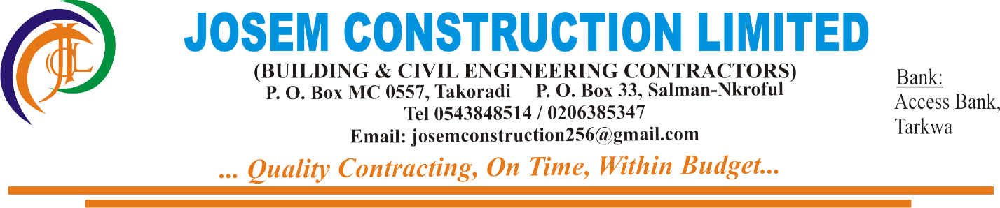 JCL
JOSEM CONSTRUCTION LIMITED
(BUILDING & CIVIL ENGINEERING CONTRACTORS)
P. O. Box MC 0557, Takoradi P. O. Box 33, Salman-Nkroful
Tel 0543848514 / 0206385347
Email: josemconstruction256@gmail.com
... Quality Contracting, On Time, Within Budget...
Bank:
Access Bank,
Tarkwa